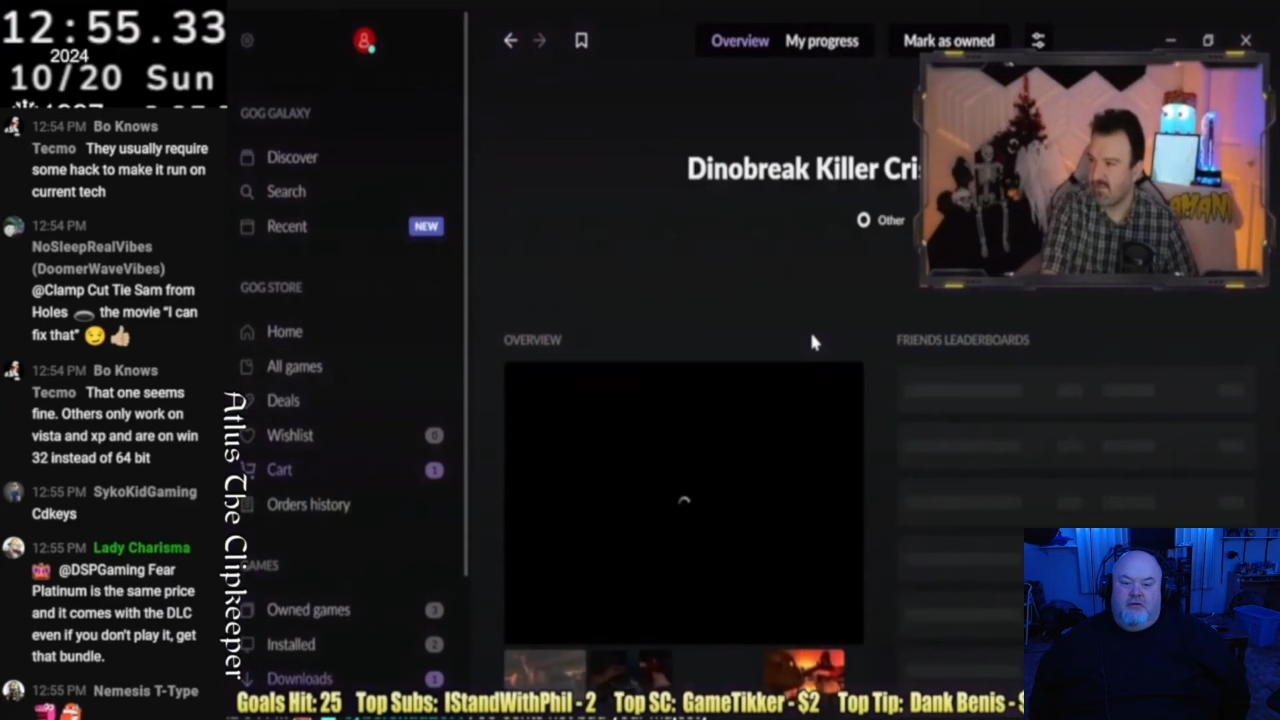 12:55.33
2024
10/20 Sun
12:54 PM Bo Knows
Tecmo They usually require
some hack to make it run on
current tech
12:54 PM
NoSleepRealVibes
(DoomerWaveVibes)
@Clamp Cut Tie Sam from
Holes 🕳️ the movie "I can
fix that" 😏 👍🏼
12:54 PM Bo Knows
Tecmo That one seems
fine. Others only work on
vista and xp and are on win
32 instead of 64 bit
12:55 PM SykoKidGaming
Cdkeys
12:55 PM Lady Charisma
@DSPGaming Fear
Platinum is the same price
and it comes with the DLC
even if you don't play it, get
that bundle.
12:55 PM Nemesis T-Type
Atlus The Clipkeeper
GOG GALAXY
Discover
Search
Recent NEW
GOG STORE
Home
All games
Deals
Wishlist 0
Cart 1
Orders history
GAMES
Owned games 3
Installed 2
Downloads 1
Overview My progress Mark as owned
Dinobreak Killer Cri
Other
OVERVIEW
FRIENDS LEADERBOARDS
Goals Hit: 25 Top Subs: IStandWithPhil - 2 Top SC: GameTikker - $2 Top Tip: Dank Benis - $